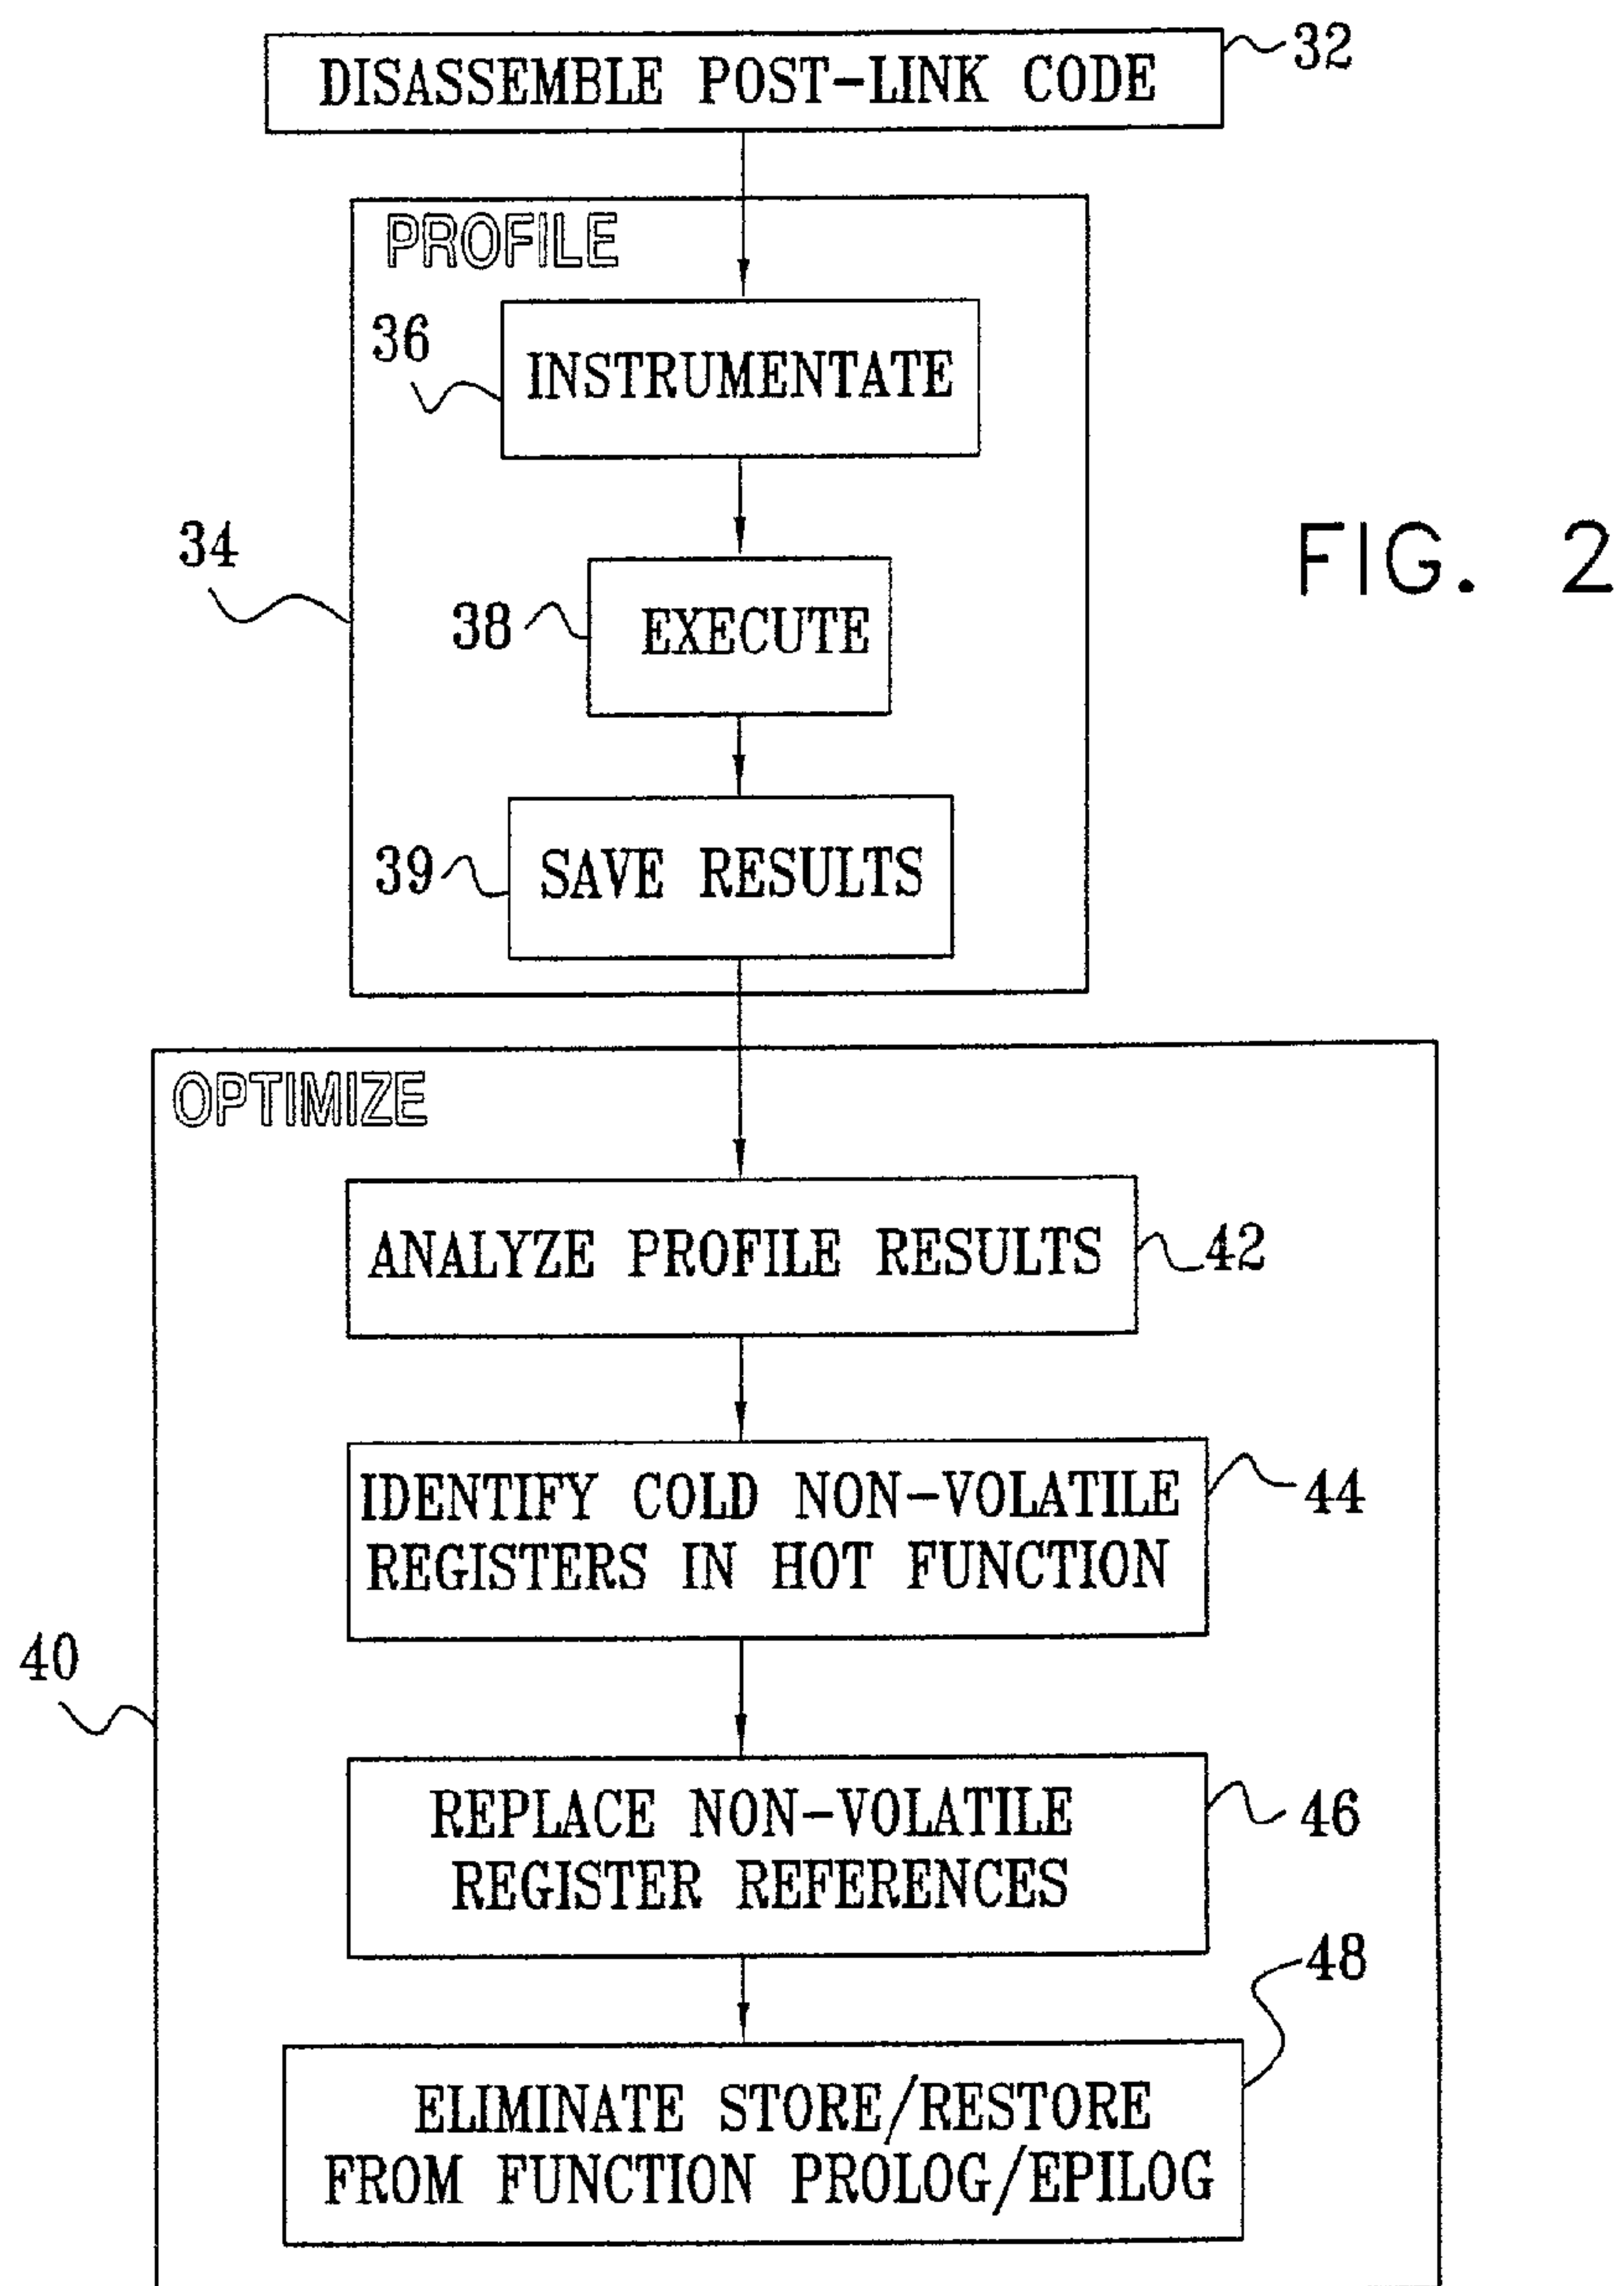 DISASSEMBLE POST-LINK CODE
32
PROFILE
36
INSTRUMENTATE
34
FIG. 2
38
EXECUTE
39
SAVE RESULTS
OPTIMIZE
ANALYZE PROFILE RESULTS
42
IDENTIFY COLD NON-VOLATILE
REGISTERS IN HOT FUNCTION
44
40
REPLACE NON-VOLATILE
REGISTER REFERENCES
46
48
ELIMINATE STORE/RESTORE
FROM FUNCTION PROLOG/EPILOG